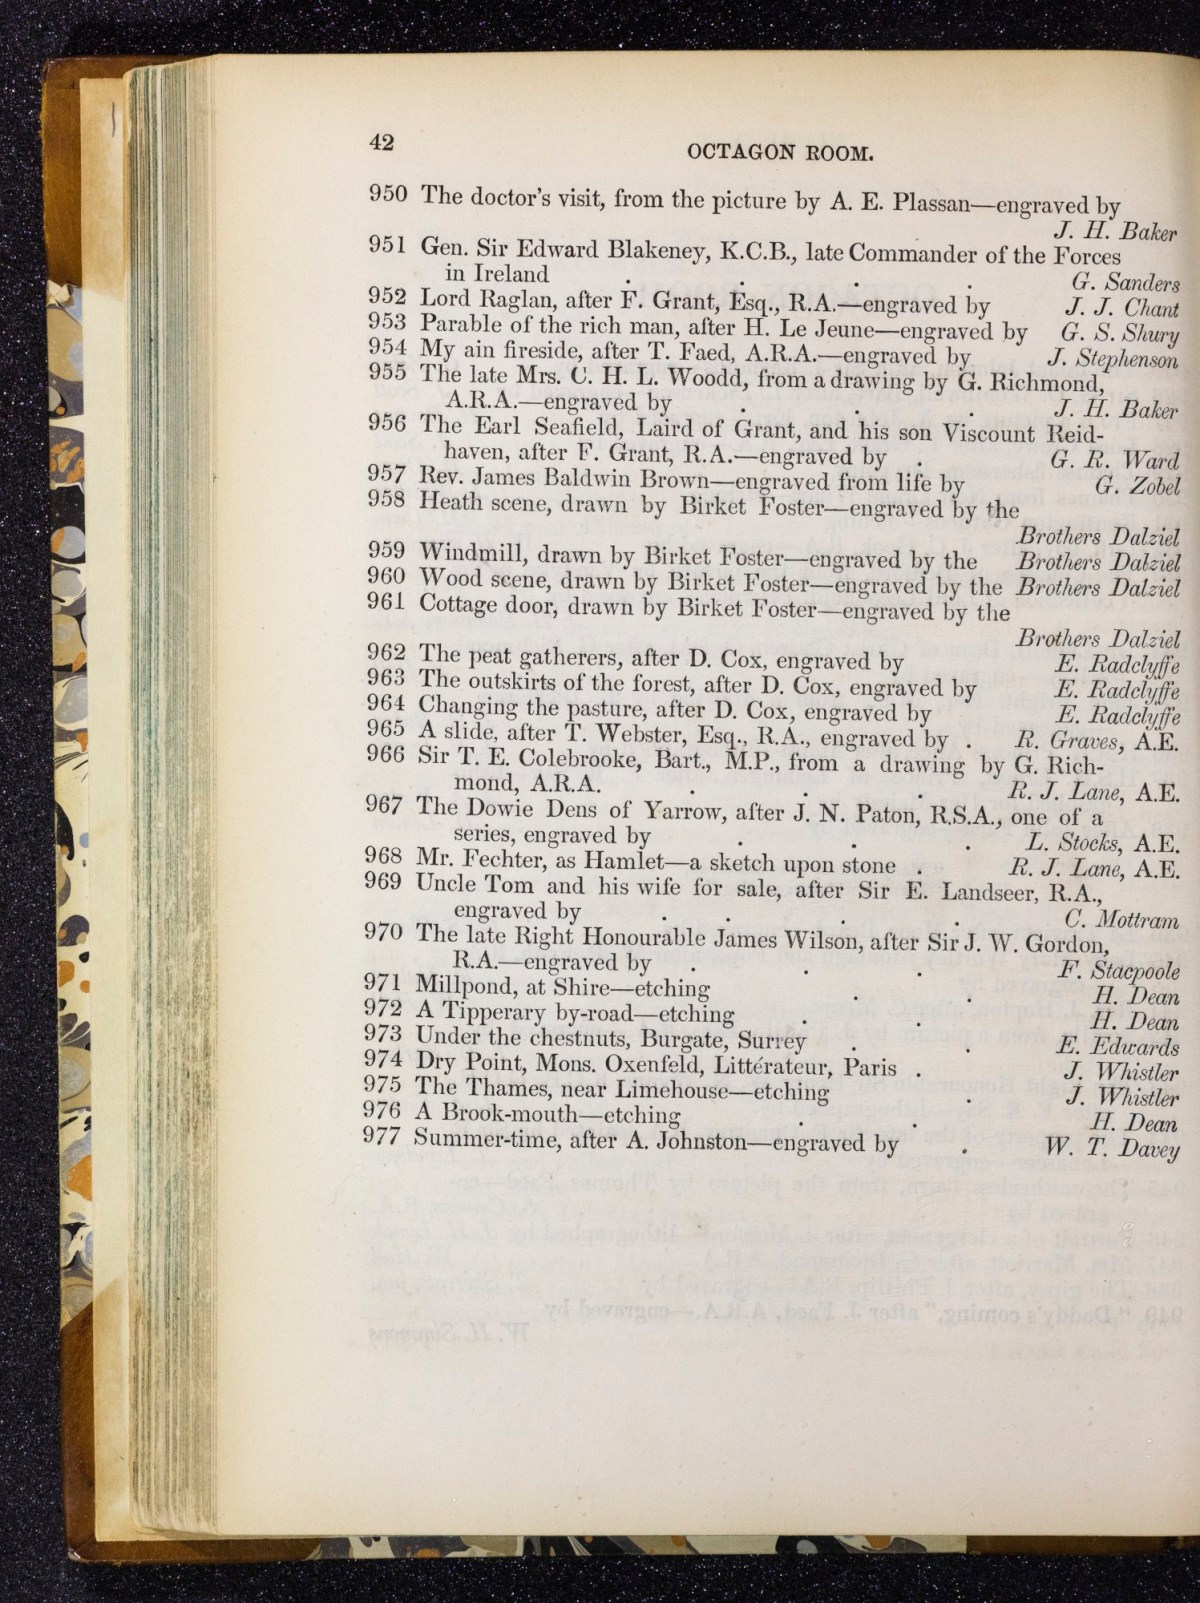 42
OCTAGON ROOM.
950 The doctor's visit, from the picture by A. E. Plassan—engraved by
J. H. Baker
951 Gen. Sir Edward Blakeney, K.C.B., late Commander of the Forces
in Ireland . . . . G. Sanders
952 Lord Raglan, after F. Grant, Esq., R.A.—engraved by J. J. Chant
953 Parable of the rich man, after H. Le Jeune—engraved by G. S. Shury
954 My ain fireside, after T. Faed, A.R.A.—engraved by J. Stephenson
955 The late Mrs. C. H. L. Woodd, from a drawing by G. Richmond,
A.R.A.—engraved by . . . J. H. Baker
956 The Earl Seafield, Laird of Grant, and his son Viscount Reid-
haven, after F. Grant, R.A.—engraved by . G. R. Ward
957 Rev. James Baldwin Brown—engraved from life by G. Zobel
958 Heath scene, drawn by Birket Foster—engraved by the
Brothers Dalziel
959 Windmill, drawn by Birket Foster—engraved by the Brothers Dalziel
960 Wood scene, drawn by Birket Foster—engraved by the Brothers Dalziel
961 Cottage door, drawn by Birket Foster—engraved by the
Brothers Dalziel
962 The peat gatherers, after D. Cox, engraved by E. Radclyffe
963 The outskirts of the forest, after D. Cox, engraved by E. Radclyffe
964 Changing the pasture, after D. Cox, engraved by E. Radclyffe
965 A slide, after T. Webster, Esq., R.A., engraved by . R. Graves, A.E.
966 Sir T. E. Colebrooke, Bart., M.P., from a drawing by G. Rich-
mond, A.R.A. . . . R. J. Lane, A.E.
967 The Dowie Dens of Yarrow, after J. N. Paton, R.S.A., one of a
series, engraved by . . . L. Stocks, A.E.
968 Mr. Fechter, as Hamlet—a sketch upon stone . R. J. Lane, A.E.
969 Uncle Tom and his wife for sale, after Sir E. Landseer, R.A.,
engraved by . . . . C. Mottram
970 The late Right Honourable James Wilson, after Sir J. W. Gordon,
R.A.—engraved by . . . F. Stacpoole
971 Millpond, at Shire—etching . . H. Dean
972 A Tipperary by-road—etching . . H. Dean
973 Under the chestnuts, Burgate, Surrey . . E. Edwards
974 Dry Point, Mons. Oxenfeld, Littérateur, Paris . J. Whistler
975 The Thames, near Limehouse—etching . J. Whistler
976 A Brook-mouth—etching . . H. Dean
977 Summer-time, after A. Johnston—engraved by . W. T. Davey